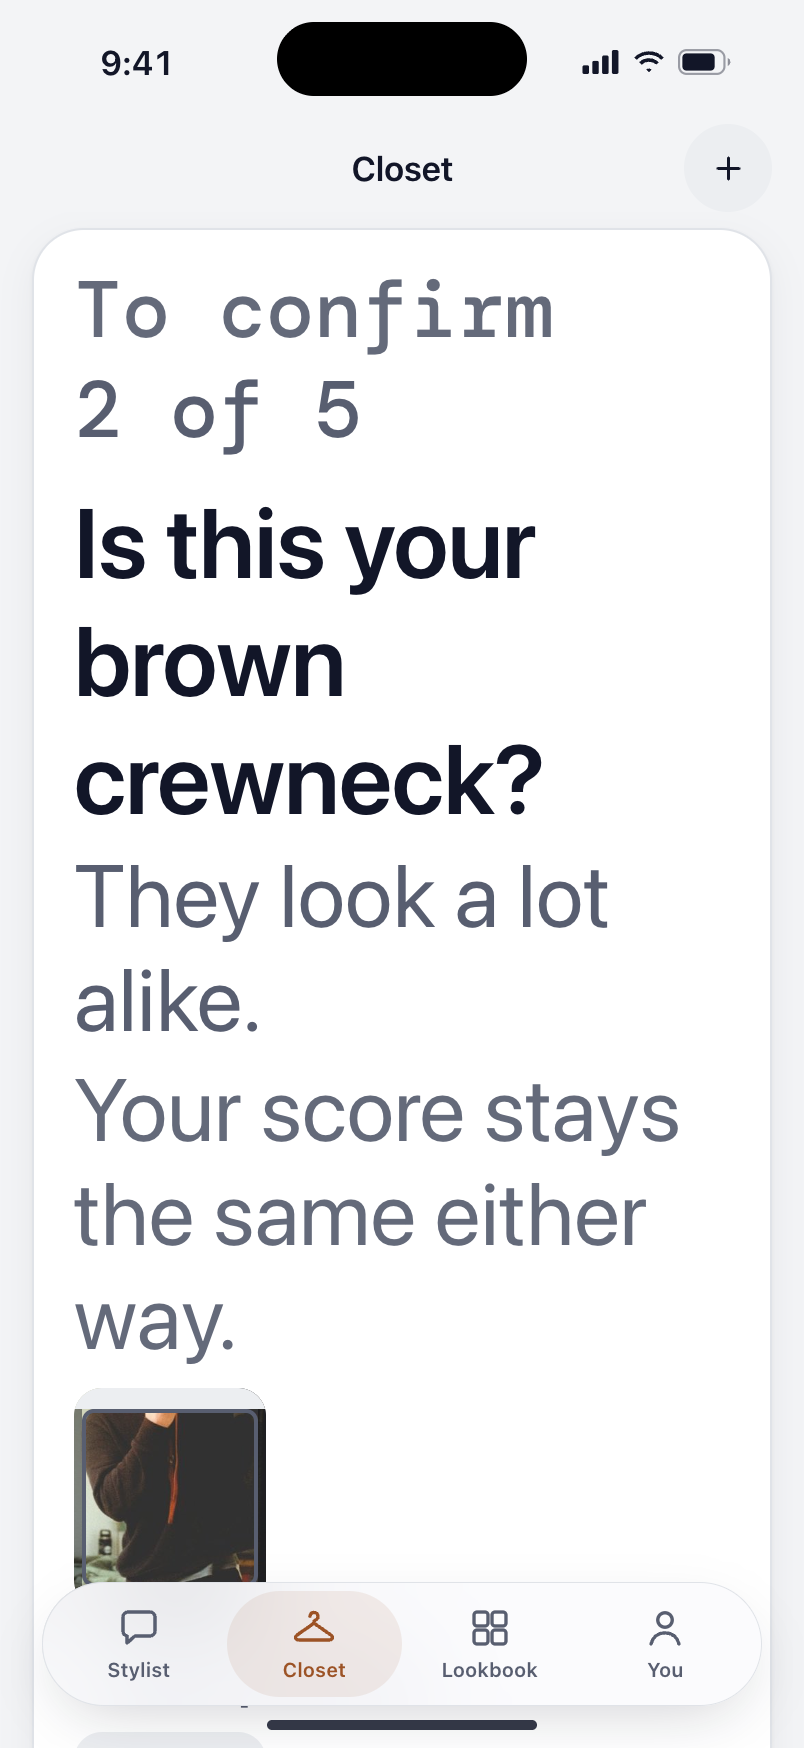 9:41
Closet
To confirm
2 of 5
Is this your
brown
crewneck?
They look a lot
alike.
Your score stays
the same either
way.
Stylist
Closet
Lookbook
You